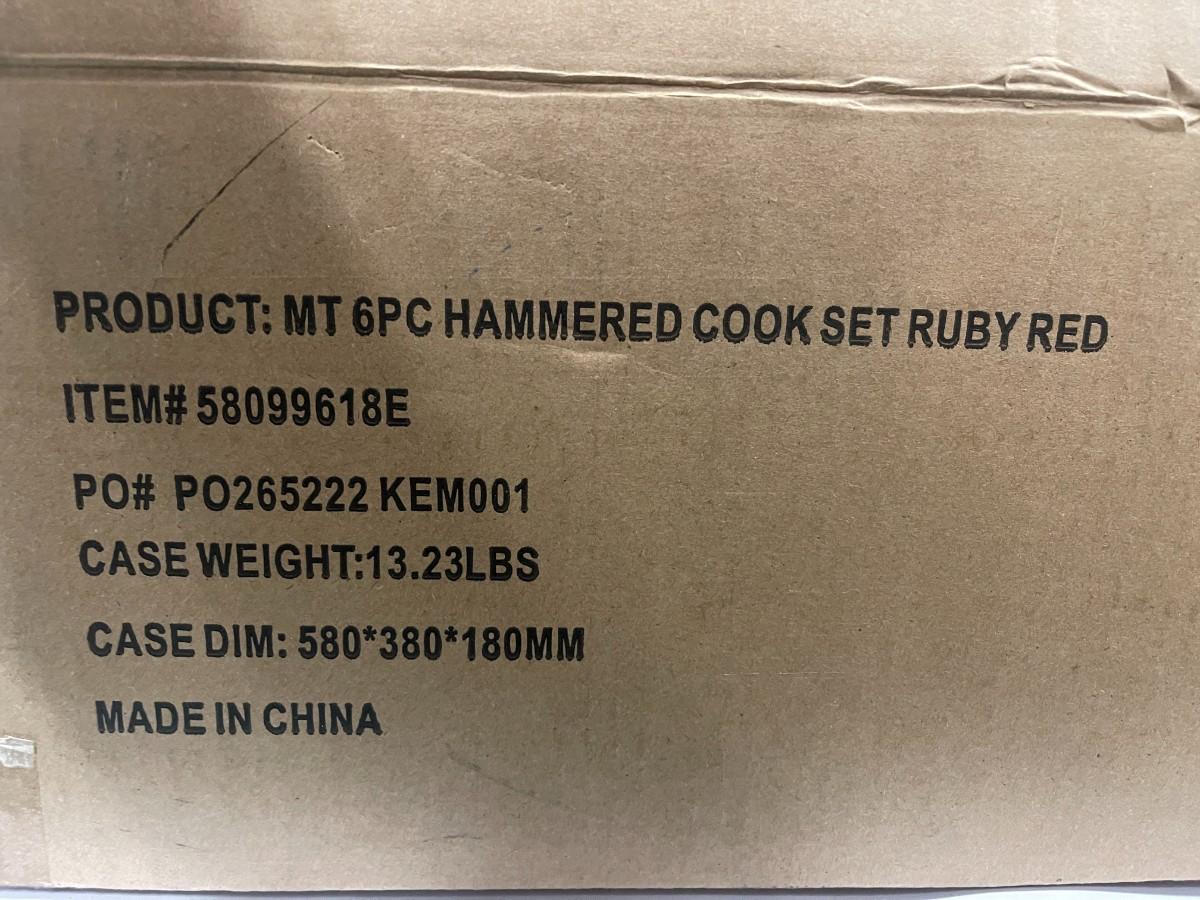 PRODUCT: MT 6PC HAMMERED COOK SET RUBY RED
ITEM# 58099618E
PO# PO265222 KEM001
CASE WEIGHT:13.23LBS
CASE DIM: 580*380*180MM
MADE IN CHINA